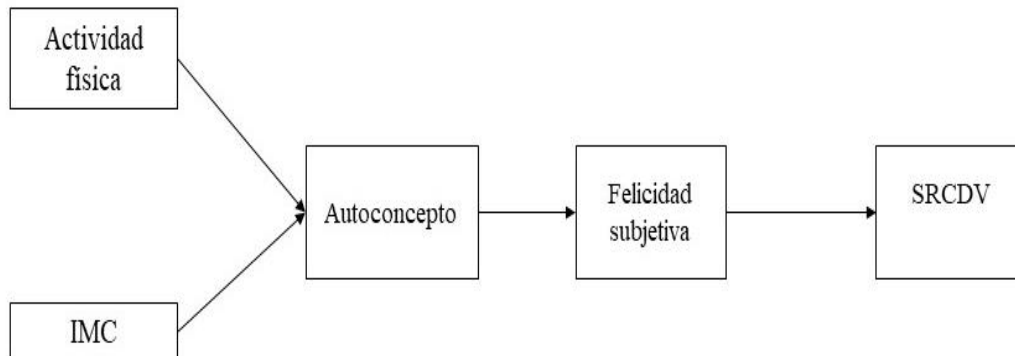 Actividad
física
Autoconcepto
Felicidad
subjetiva
SRCDV
IMC